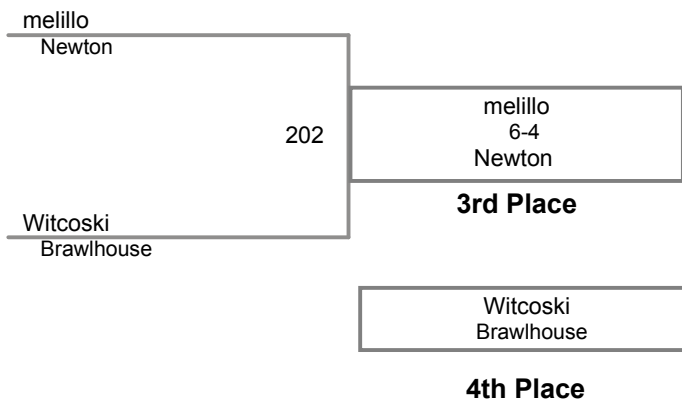 melillo
Newton
202
melillo
6-4
Newton
3rd Place
Witcoski
Brawlhouse
Witcoski
Brawlhouse
4th Place